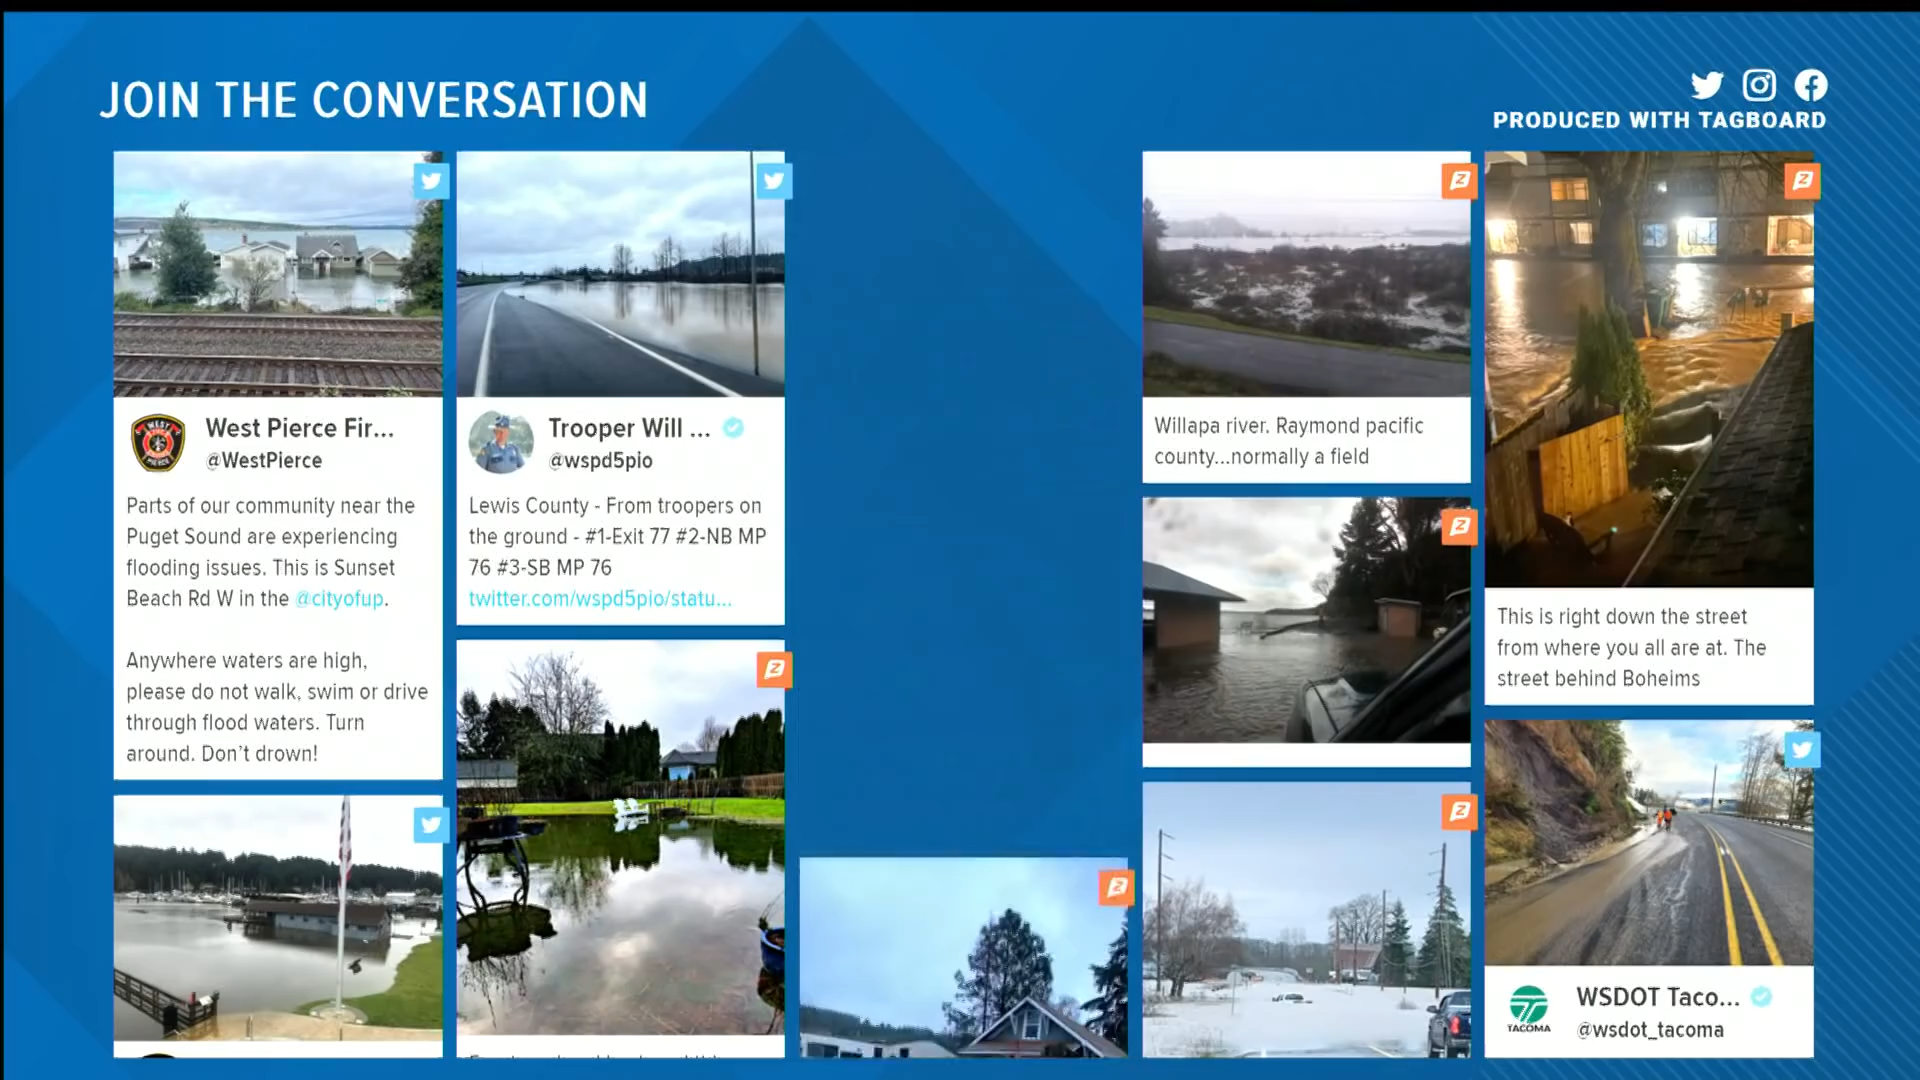 JOIN THE CONVERSATION
PRODUCED WITH TAGBOARD
West Pierce Fir...
@WestPierce
Parts of our community near the
Puget Sound are experiencing
flooding issues. This is Sunset
Beach Rd W in the @cityofup.
Anywhere waters are high,
please do not walk, swim or drive
through flood waters. Turn
around. Don't drown!
Trooper Will ...
@wspd5pio
Lewis County - From troopers on
the ground - #1-Exit 77 #2-NB MP
76 #3-SB MP 76
twitter.com/wspd5pio/statu...
Willapa river. Raymond pacific
county...normally a field
This is right down the street
from where you all are at. The
street behind Boheims
TACOMA
WSDOT Taco...
@wsdot_tacoma